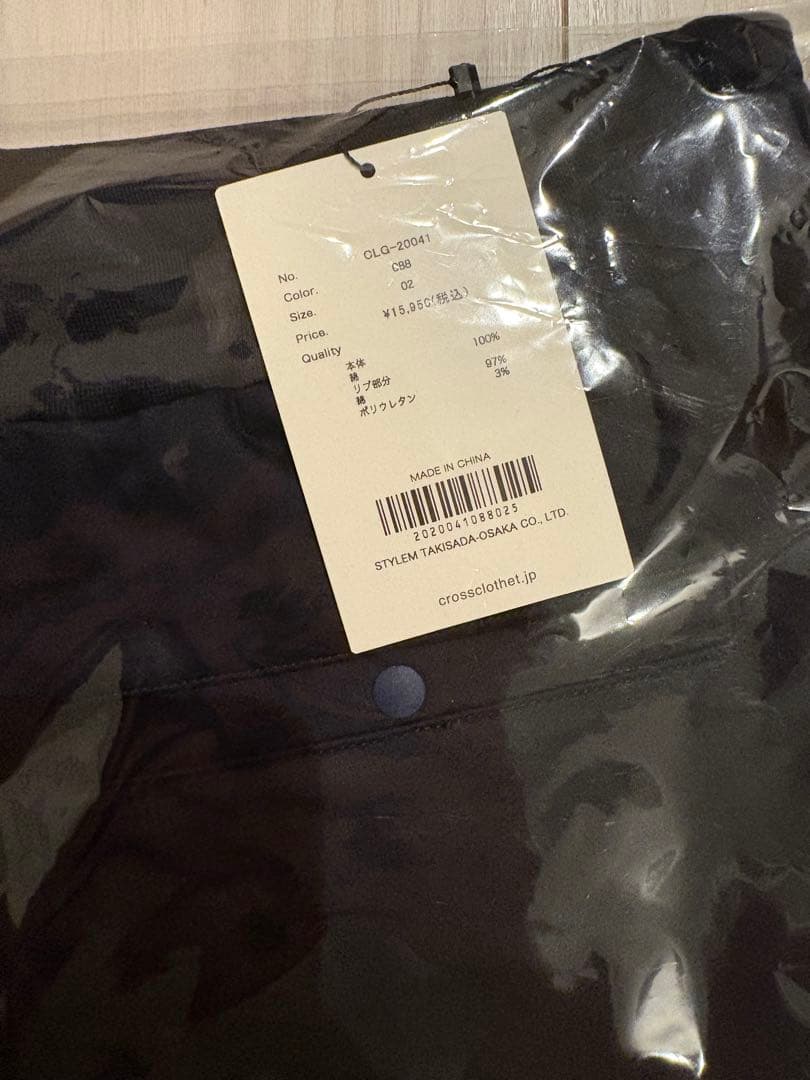 No. CLG-20041
Color. C88
Size. 02
Price. ¥15,950(税込)
Quality
本体
綿 100%
リブ部分
綿 97%
ポリウレタン 3%
MADE IN CHINA
2020041088025
STYLEM TAKISADA-OSAKA CO., LTD.
crossclothet.jp